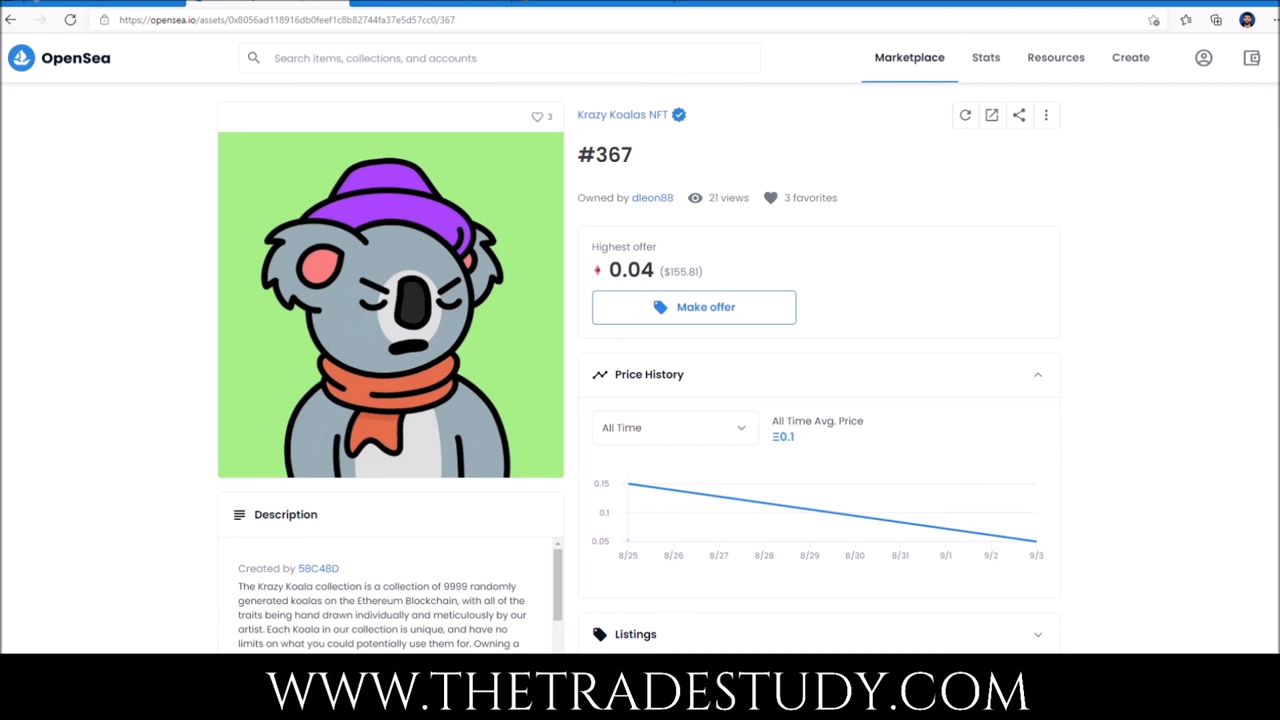 https://opensea.io/assets/0x8056ad118916db0feef1c8b82744fa37e5d57cc0/367
OpenSea
Search items, collections, and accounts
Marketplace
Stats
Resources
Create
3
Krazy Koalas NFT
#367
Owned by dleon88 21 views 3 favorites
Highest offer
0.04 ($155.81)
Make offer
Price History
All Time
All Time Avg. Price
Ξ0.1
0.15
0.1
0.05
8/25 8/26 8/27 8/28 8/29 8/30 8/31 9/1 9/2 9/3
Listings
Description
Created by 58C48D
The Krazy Koala collection is a collection of 9999 randomly
generated koalas on the Ethereum Blockchain, with all of the
traits being hand drawn individually and meticulously by our
artist. Each Koala in our collection is unique, and have no
limits on what you could potentially use them for. Owning a
WWW.THETRADESTUDY.COM